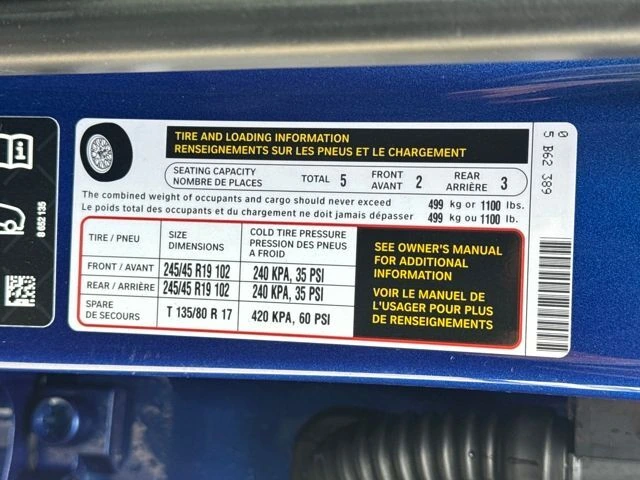 TIRE AND LOADING INFORMATION
RENSEIGNEMENTS SUR LES PNEUS ET LE CHARGEMENT
SEATING CAPACITY
NOMBRE DE PLACES
TOTAL 5
FRONT
AVANT 2
REAR
ARRIÈRE 3
The combined weight of occupants and cargo should never exceed 499 kg or 1100 lbs.
Le poids total des occupants et du chargement ne doit jamais dépasser 499 kg ou 1100 lb.
TIRE / PNEU
SIZE
DIMENSIONS
COLD TIRE PRESSURE
PRESSION DES PNEUS
A FROID
FRONT / AVANT 245/45 R19 102 240 KPA, 35 PSI
REAR / ARRIÈRE 245/45 R19 102 240 KPA, 35 PSI
SPARE
DE SECOURS
T 135/80 R 17 420 KPA, 60 PSI
SEE OWNER'S MANUAL
FOR ADDITIONAL
INFORMATION
VOIR LE MANUEL DE
L'USAGER POUR PLUS
DE RENSEIGNEMENTS
0
5 B62 389
8 652 135